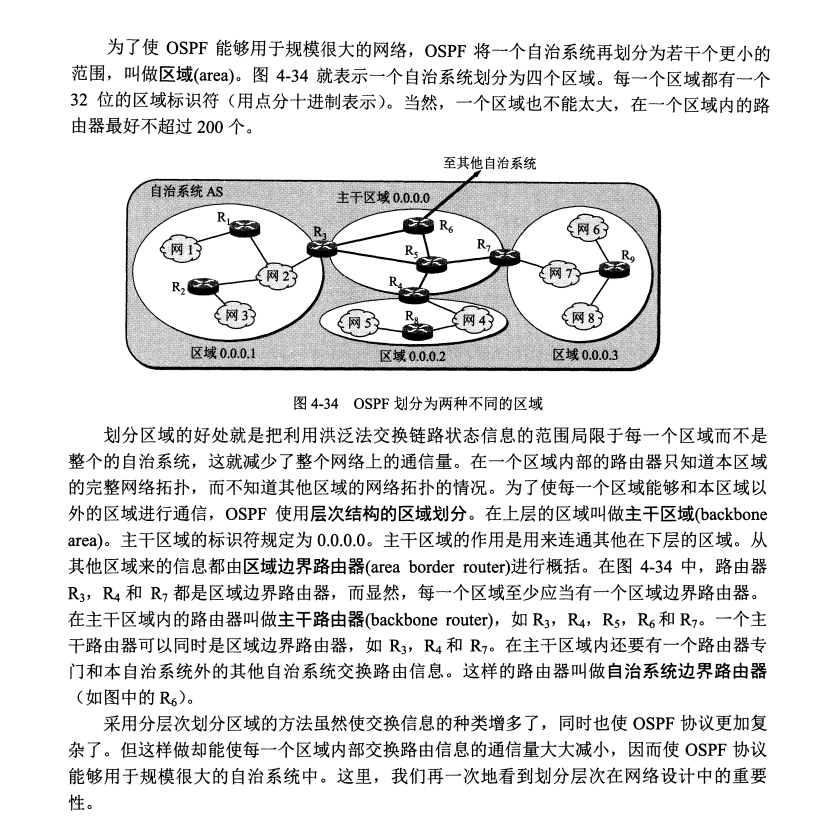 为了使 OSPF 能够用于规模很大的网络，OSPF 将一个自治系统再划分为若干个更小的
范围，叫做区域(area)。图 4-34 就表示一个自治系统划分为四个区域。每一个区域都有一个
32 位的区域标识符（用点分十进制表示）。当然，一个区域也不能太大，在一个区域内的路
由器最好不超过 200 个。
至其他自治系统
自治系统 AS
主干区域 0.0.0.0
R1
R3
R6
网6
网1
R5
R7
R9
网2
网7
R2
R4
网3
网5
R8
网4
网8
区域 0.0.0.1
区域 0.0.0.2
区域 0.0.0.3
图 4-34 OSPF 划分为两种不同的区域
划分区域的好处就是把利用洪泛法交换链路状态信息的范围局限于每一个区域而不是
整个的自治系统，这就减少了整个网络上的通信量。在一个区域内部的路由器只知道本区域
的完整网络拓扑，而不知道其他区域的网络拓扑的情况。为了使每一个区域能够和本区域以
外的区域进行通信，OSPF 使用层次结构的区域划分。在上层的区域叫做主干区域(backbone
area)。主干区域的标识符规定为 0.0.0.0。主干区域的作用是用来连通其他在下层的区域。从
其他区域来的信息都由区域边界路由器(area border router)进行概括。在图 4-34 中，路由器
R3，R4 和 R7 都是区域边界路由器，而显然，每一个区域至少应当有一个区域边界路由器。
在主干区域内的路由器叫做主干路由器(backbone router)，如 R3，R4，R5，R6 和 R7。一个主
干路由器可以同时是区域边界路由器，如 R3，R4 和 R7。在主干区域内还要有一个路由器专
门和本自治系统外的其他自治系统交换路由信息。这样的路由器叫做自治系统边界路由器
（如图中的 R6）。
采用分层次划分区域的方法虽然使交换信息的种类增多了，同时也使 OSPF 协议更加复
杂了。但这样做却能使每一个区域内部交换路由信息的通信量大大减小，因而使 OSPF 协议
能够用于规模很大的自治系统中。这里，我们再一次地看到划分层次在网络设计中的重要
性。